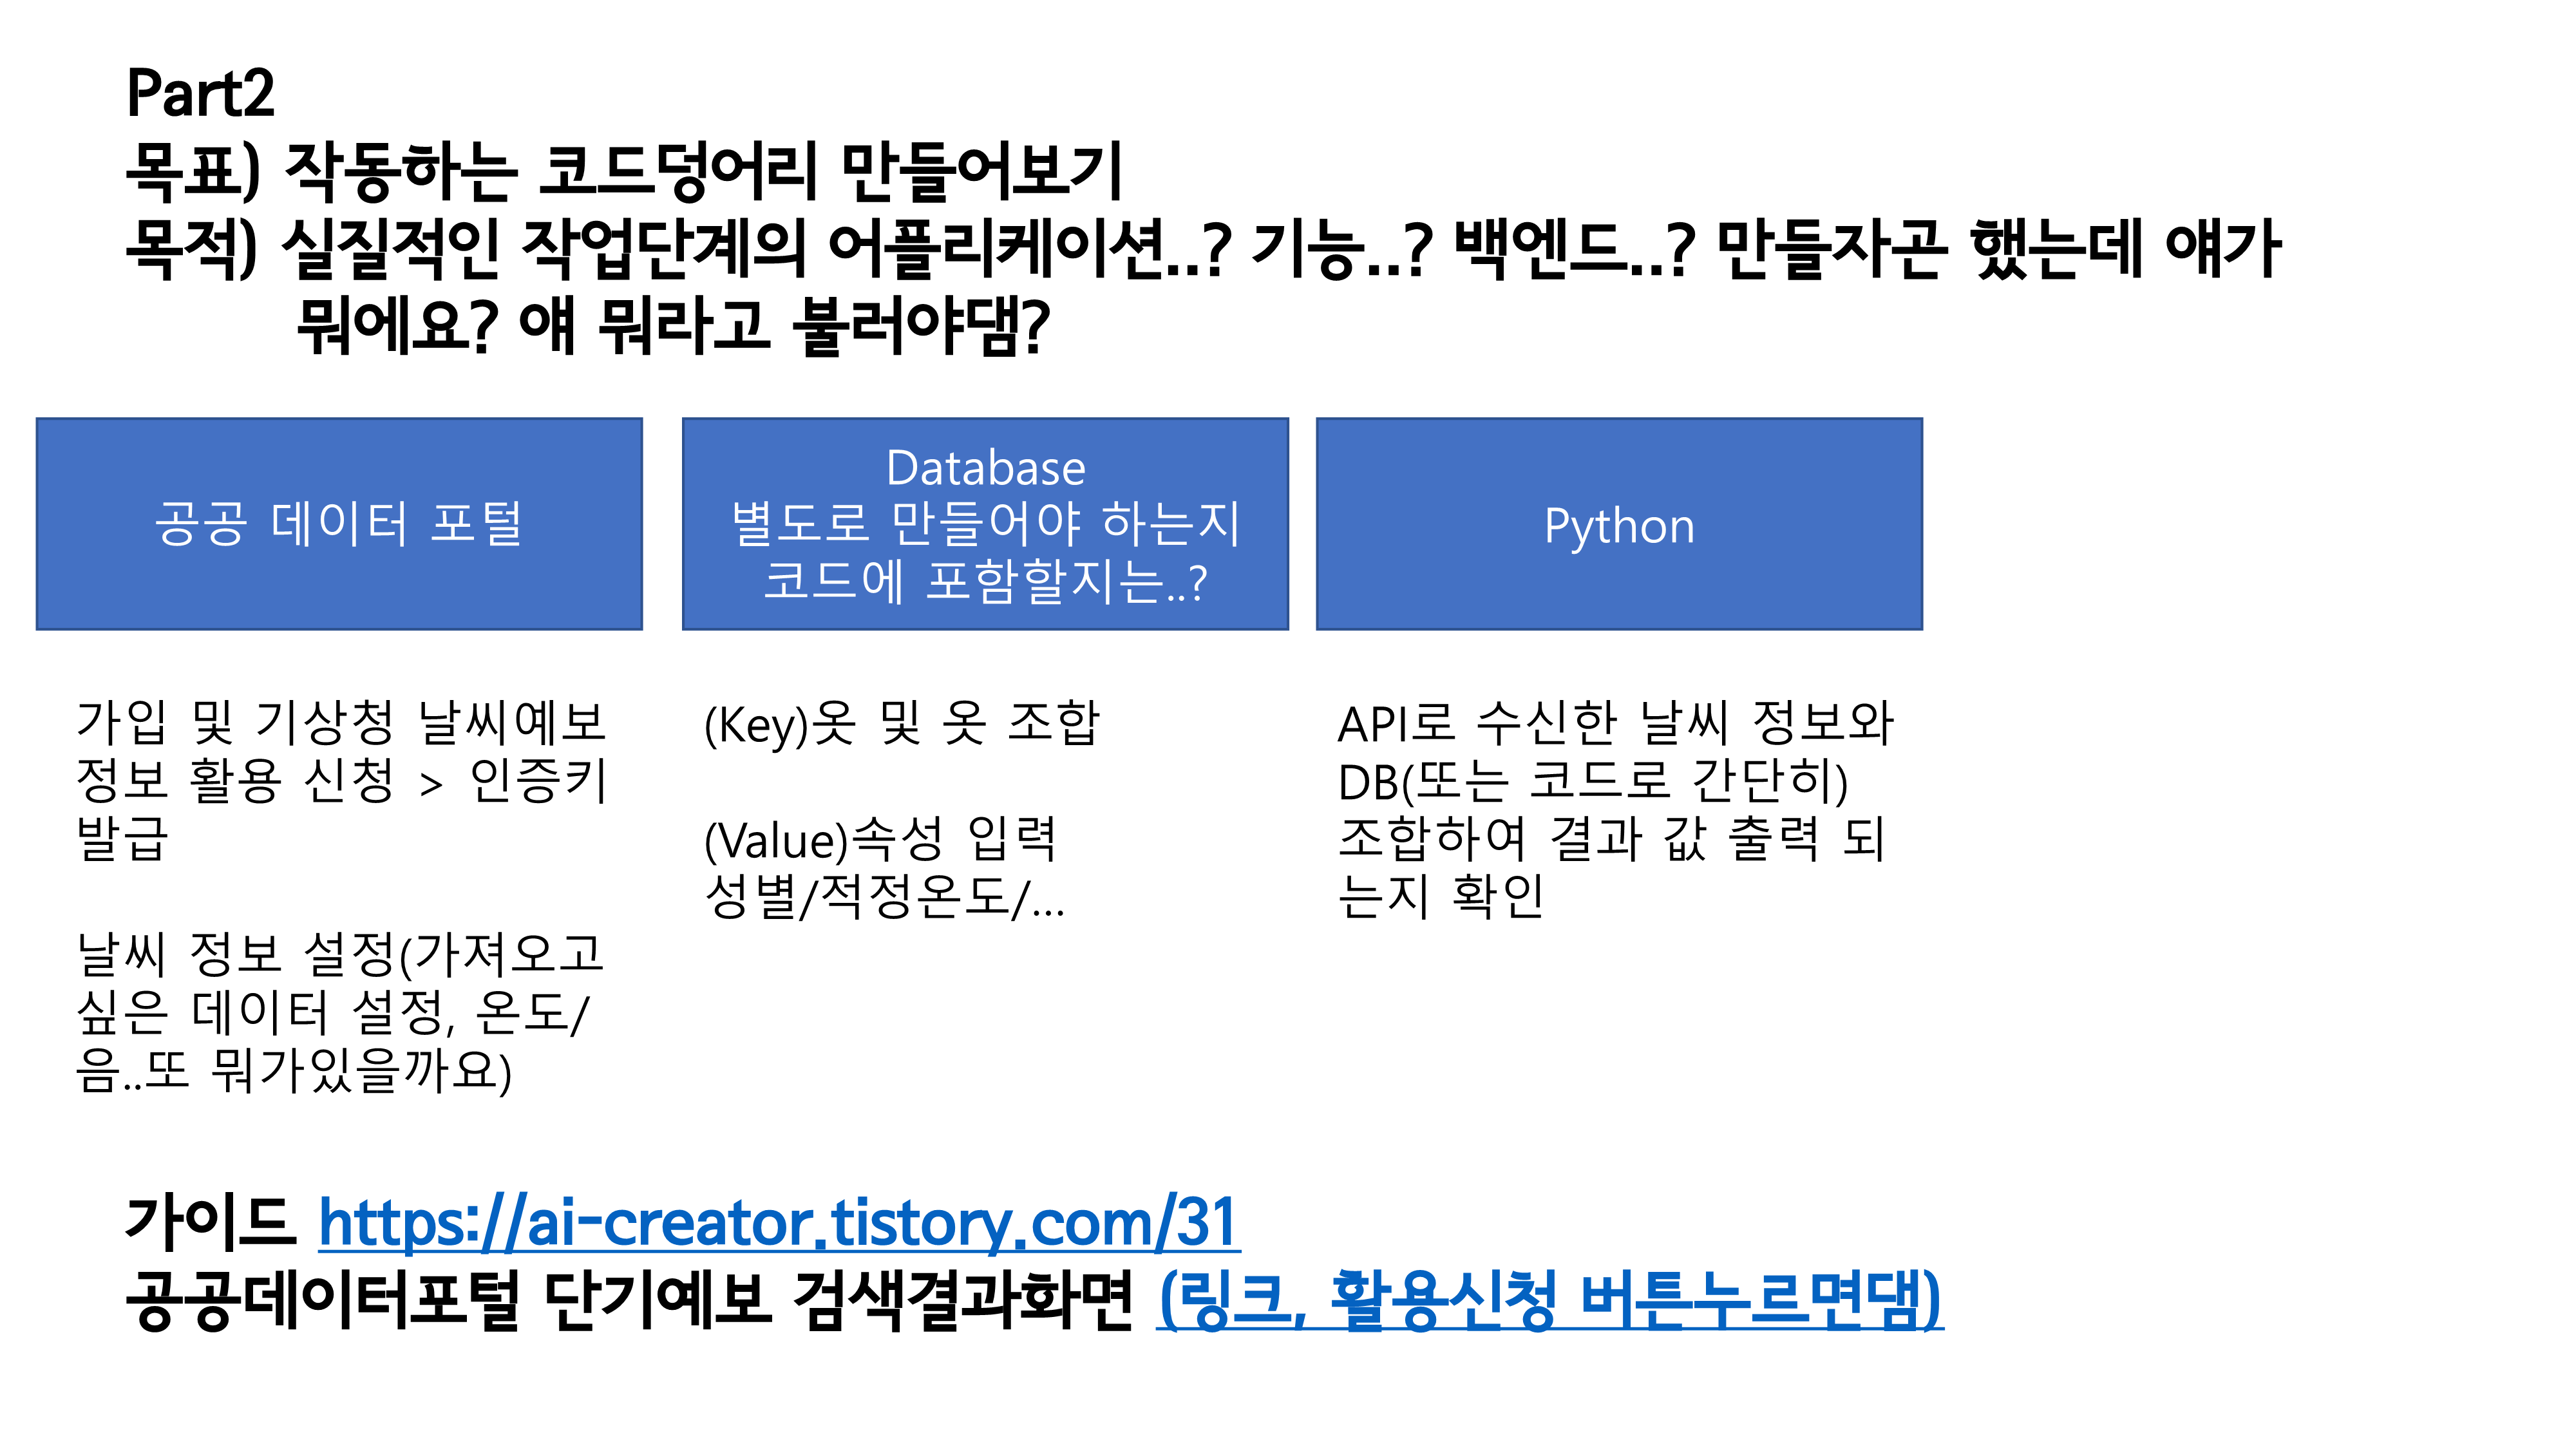 Part2
목표) 작동하는 코드덩어리 만들어보기
목적) 실질적인 작업단계의 어플리케이션..? 기능..? 백엔드..? 만들자곤 했는데 얘가
뭐에요? 얘 뭐라고 불러야댐?
공공 데이터 포털
Database
별도로 만들어야 하는지
코드에 포함할지는..?
Python
가입 및 기상청 날씨예보
정보 활용 신청 > 인증키
발급
날씨 정보 설정(가져오고
싶은 데이터 설정, 온도/
음..또 뭐가있을까요)
(Key)옷 및 옷 조합
(Value)속성 입력
성별/적정온도/...
API로 수신한 날씨 정보와
DB(또는 코드로 간단히)
조합하여 결과 값 출력 되
는지 확인
가이드 https://ai-creator.tistory.com/31
공공데이터포털 단기예보 검색결과화면 (링크, 활용신청 버튼누르면댐)